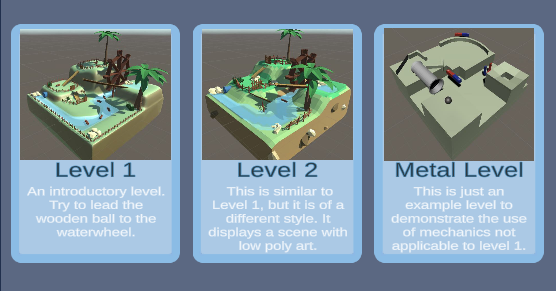 Level 1
An introductory level.
Try to lead the
wooden ball to the
waterwheel.
Level 2
This is similar to
Level 1, but it is of a
different style. It
displays a scene with
low poly art.
Metal Level
This is just an
example level to
demonstrate the use
of mechanics not
applicable to level 1.